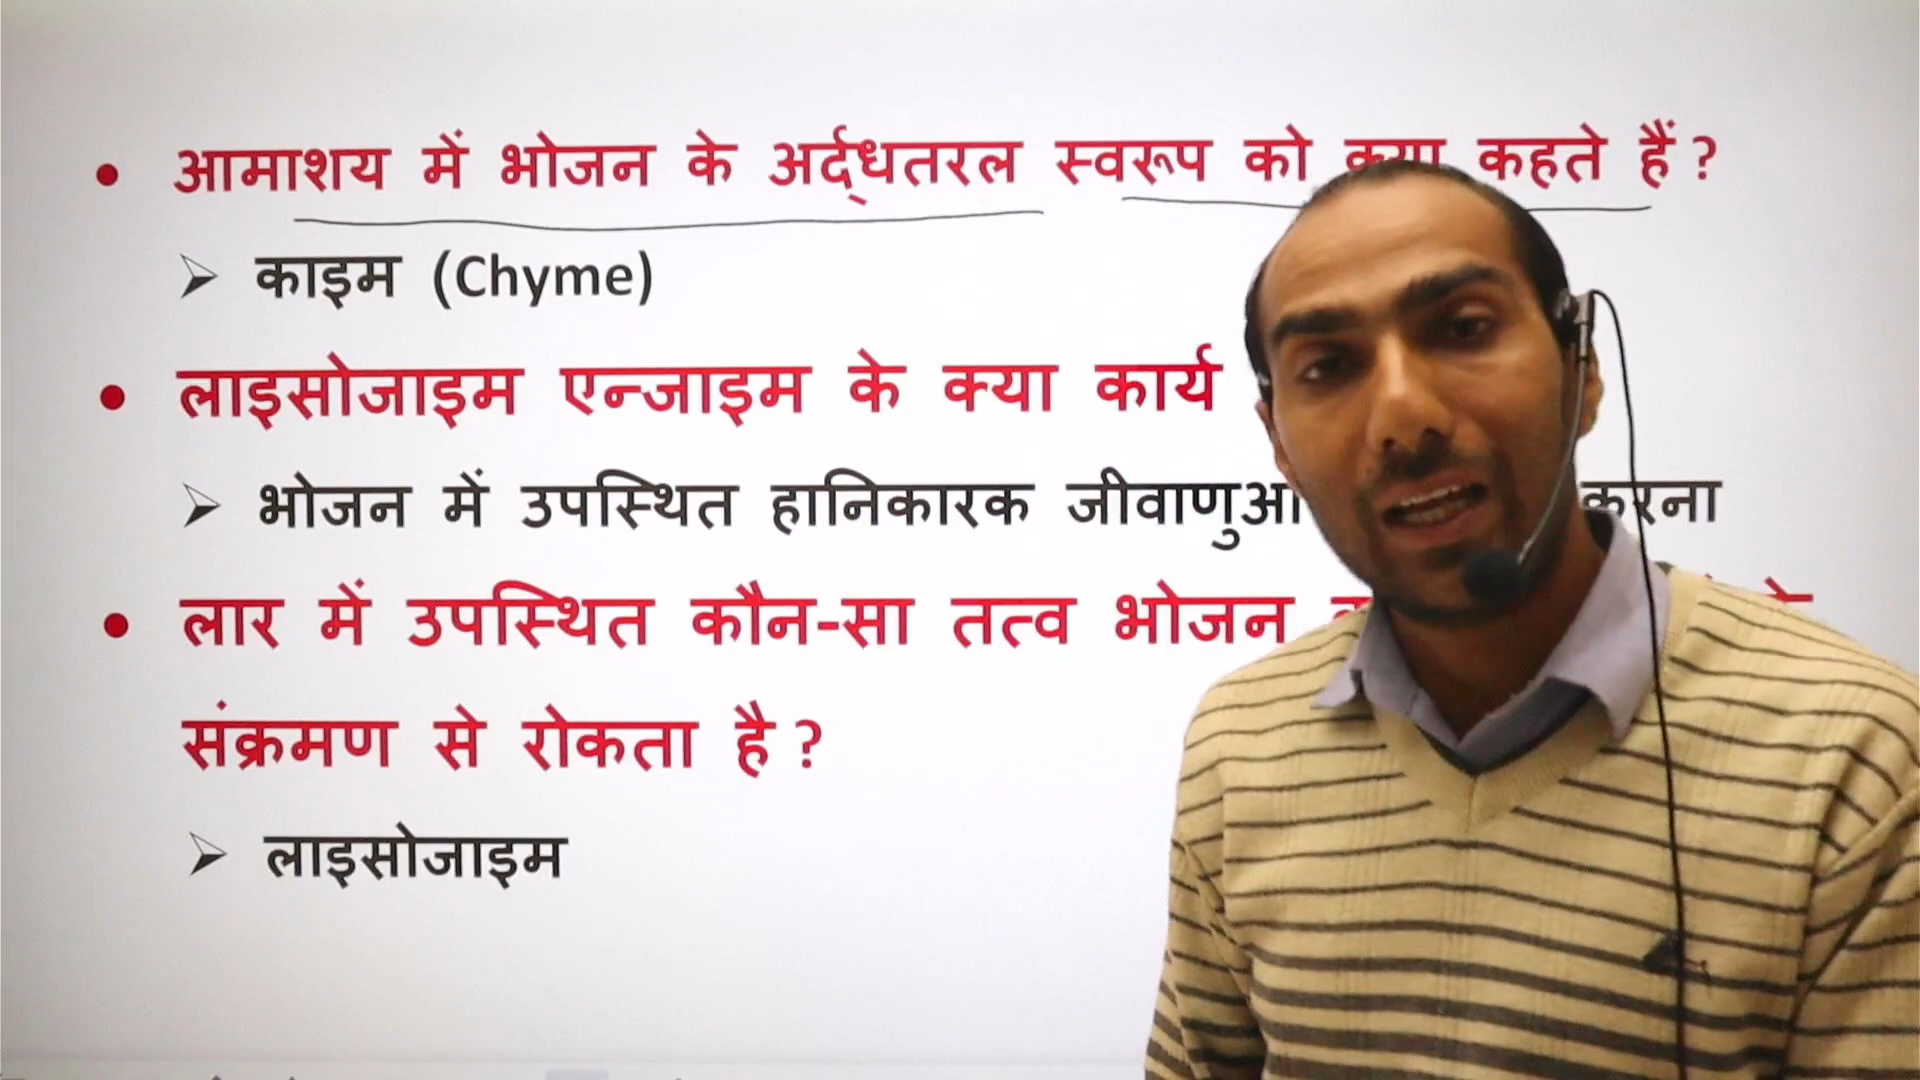 • आमाशय में भोजन के अर्द्धतरल स्वरूप को क्या कहते हैं ?
➢ काइम (Chyme)
• लाइसोजाइम एन्जाइम के क्या कार्य
➢ भोजन में उपस्थित हानिकारक करना
• लार में उपस्थित कौन-सा तत्व भोजन
संक्रमण से रोकता है ?
➢ लाइसोजाइम